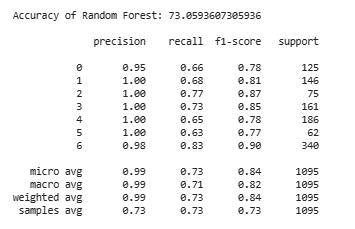 Accuracy of Random Forest: 73.0593607305936
precision recall f1-score support
0 0.95 0.66 0.78 125
1 1.00 0.68 0.81 146
2 1.00 0.77 0.87 75
3 1.00 0.73 0.85 161
4 1.00 0.65 0.78 186
5 1.00 0.63 0.77 62
6 0.98 0.83 0.90 340
micro avg 0.99 0.73 0.84 1095
macro avg 0.99 0.71 0.82 1095
weighted avg 0.99 0.73 0.84 1095
samples avg 0.73 0.73 0.73 1095